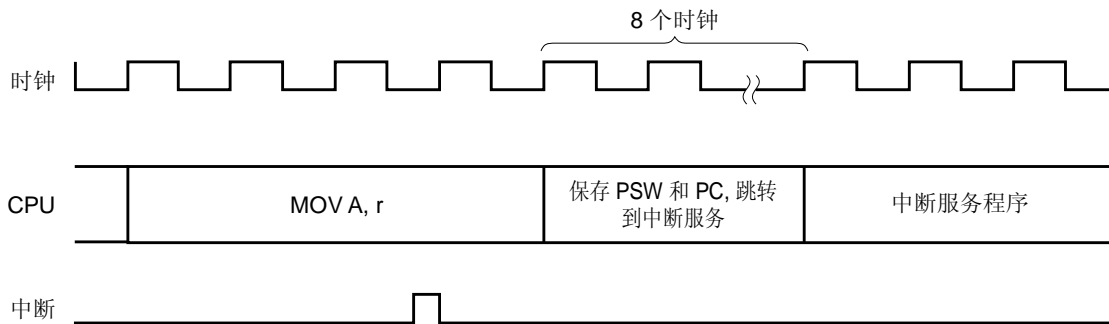 8 个时钟
时钟
CPU
MOV A, r
保存 PSW 和 PC, 跳转
到中断服务
中断服务程序
中断